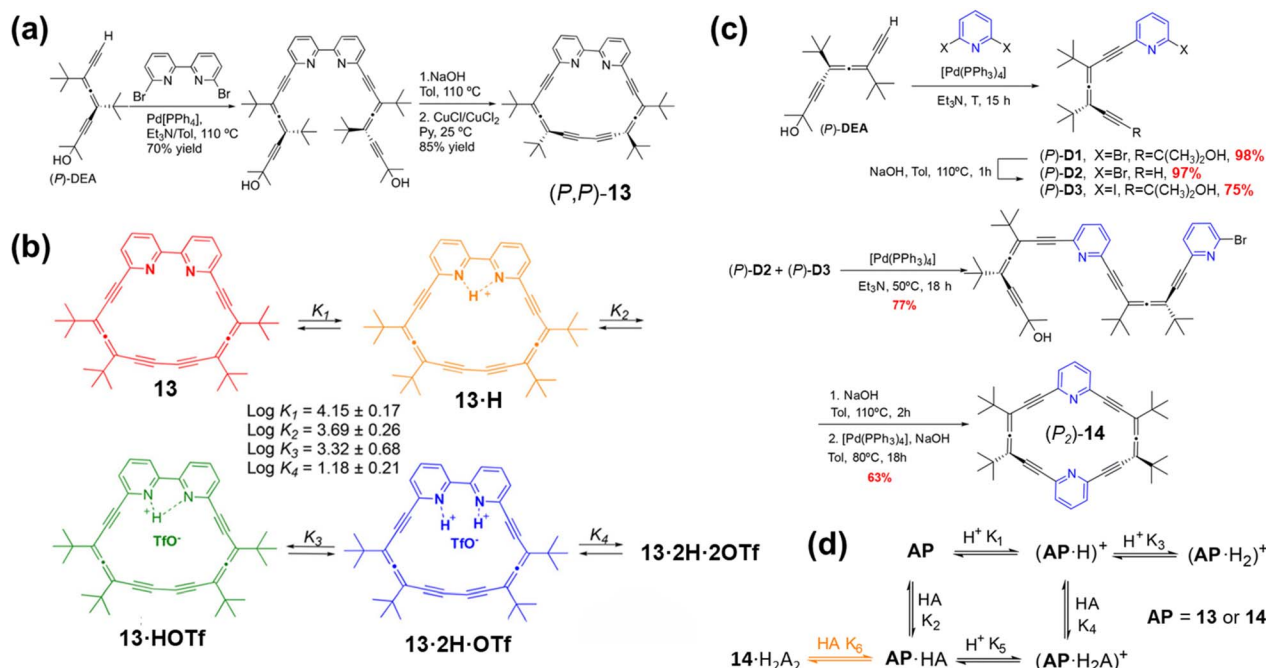 (a)
H
Br
Br
N
N
Pd[PPh₄],
Et₃N/Tol, 110 ºC
70% yield
HO
(P)-DEA
N
N
HO
OH
1.NaOH
Tol, 110 ºC
2. CuCl/CuCl₂
Py, 25 ºC
85% yield
N
N
(P,P)-13
(b)
N N
13
K₁
N N
H
+
13·H
K₂
Log K₁ = 4.15 ± 0.17
Log K₂ = 3.69 ± 0.26
Log K₃ = 3.32 ± 0.68
Log K₄ = 1.18 ± 0.21
N N
+
H
TfO⁻
13·HOTf
K₃
N N
H⁺ H⁺
TfO⁻
13·2H·OTf
K₄
13·2H·2OTf
(c)
H
HO
(P)-DEA
X
N
X
[Pd(PPh₃)₄]
Et₃N, T, 15 h
N
X
R
(P)-D1, X=Br, R=C(CH₃)₂OH, 98%
(P)-D2, X=Br, R=H, 97%
(P)-D3, X=I, R=C(CH₃)₂OH, 75%
NaOH, Tol, 110ºC, 1h
(P)-D2 + (P)-D3
[Pd(PPh₃)₄]
Et₃N, 50ºC, 18 h
77%
N
N
Br
OH
1. NaOH
Tol, 110ºC, 2h
2. [Pd(PPh₃)₄], NaOH
Tol, 80ºC, 18h
63%
N
(P₂)-14
N
(d)
AP
H⁺ K₁
(AP·H)⁺
H⁺ K₃
(AP·H₂)⁺
HA
K₂
HA
K₄
AP = 13 or 14
14·H₂A₂
HA K₆
AP·HA
H⁺ K₅
(AP·H₂A)⁺